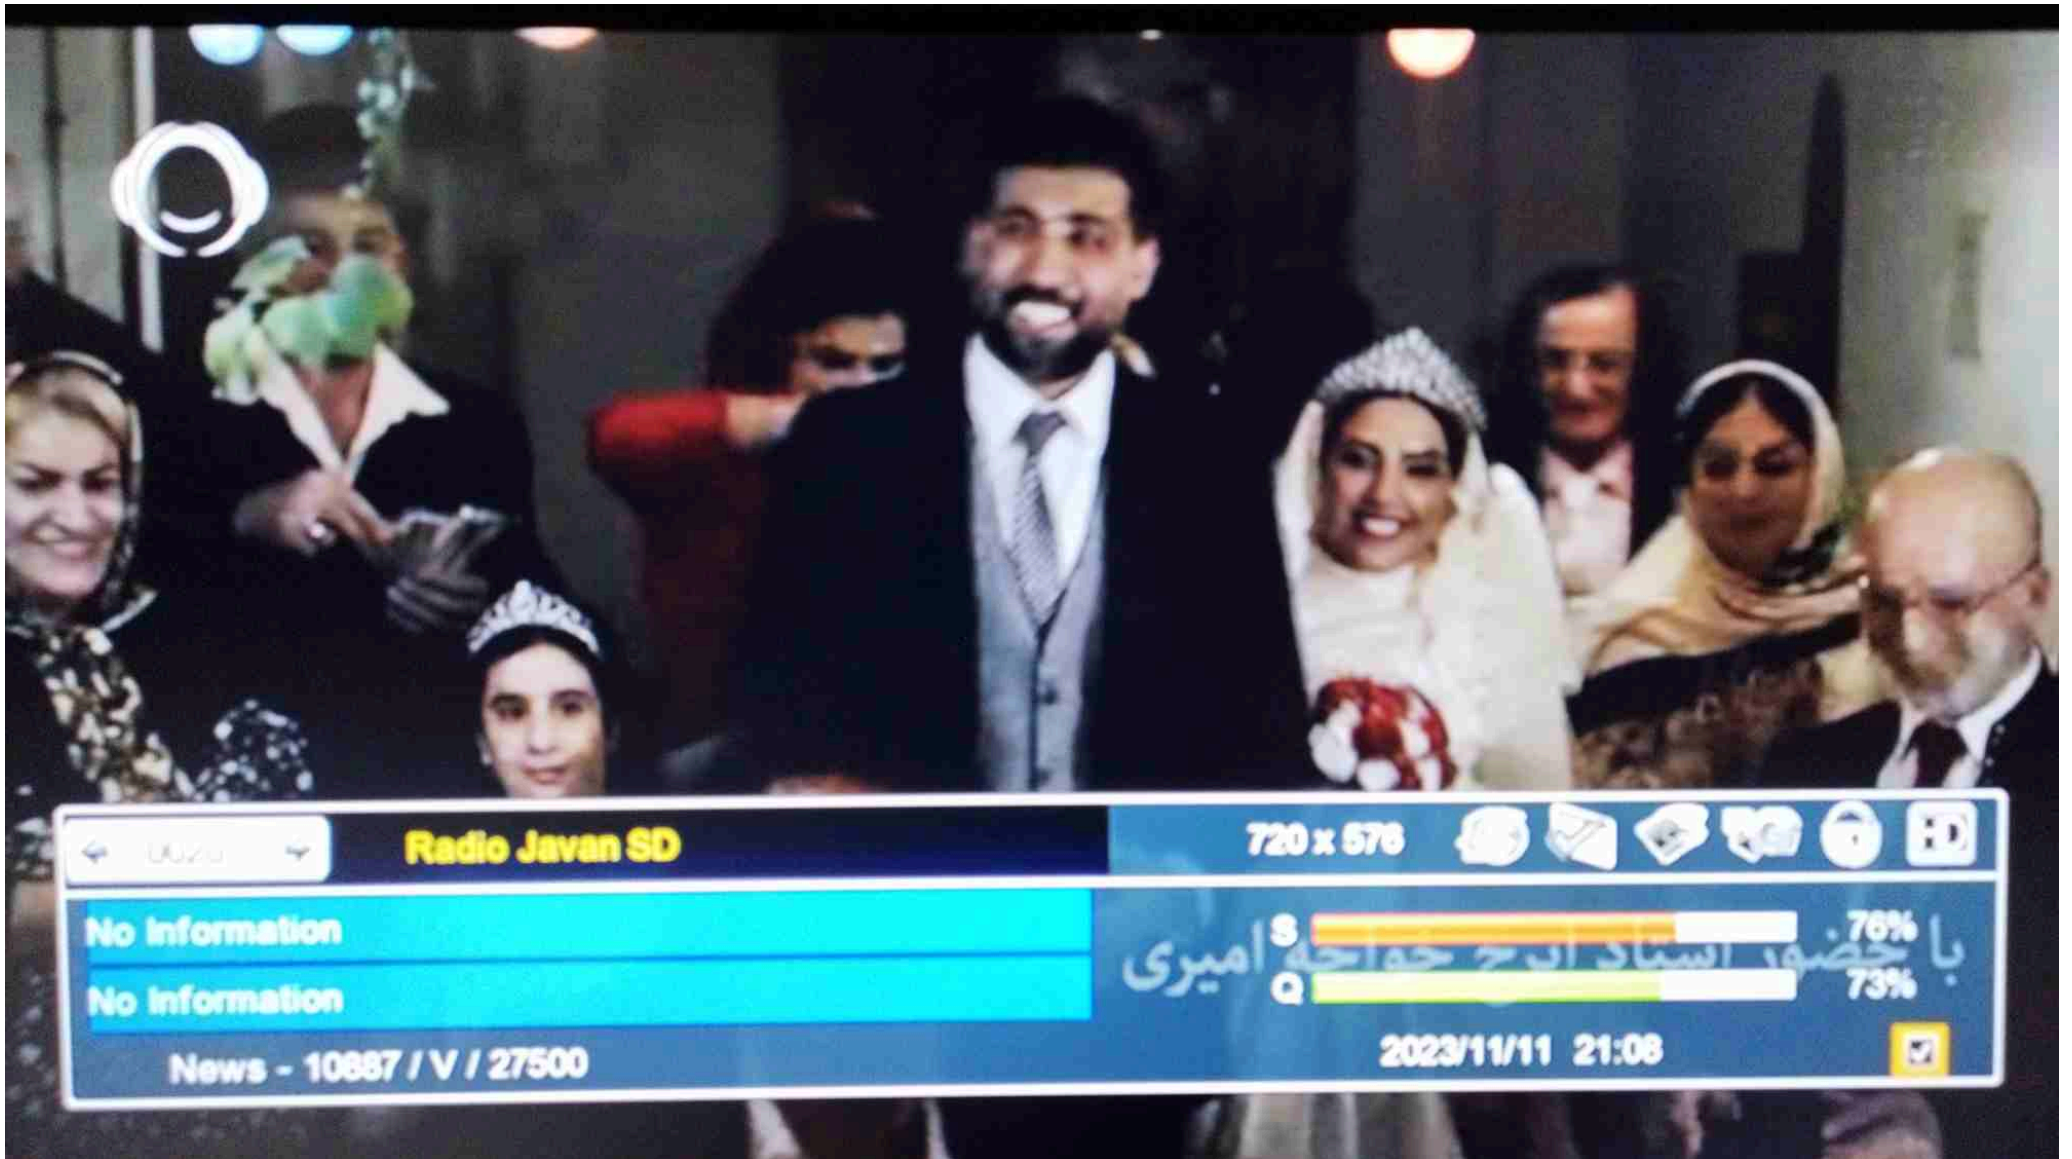 Radio Javan SD
720 x 576
HD
No Information
No Information
با حضور استاد ایرج خواجه امیری
S 76%
Q 73%
News - 10887 / V / 27500
2023/11/11 21:08